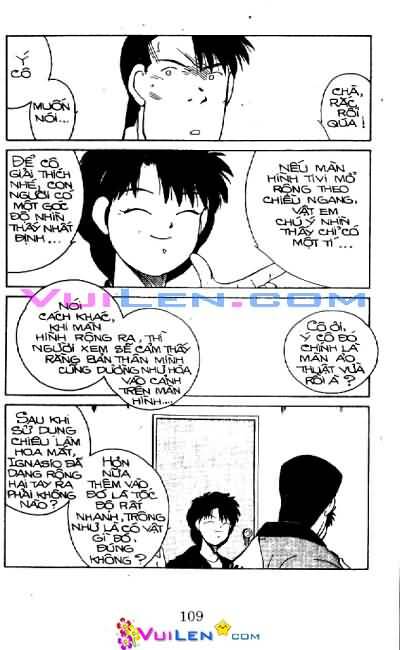 Ý
CÔ
MUỐN
NÓI...
CHÀ,
RẮC
RỐI
QUÁ!
ĐỂ CÔ
GIẢI THÍCH
NHÉ, CON
NGƯỜI CÓ
MỘT GÓC
ĐỘ NHÌN
THẤY NHẤT
ĐỊNH...
NẾU MÀN
HÌNH TIVI MỞ
RỘNG THEO
CHIỀU NGANG,
VẬT EM
CHÚ Ý NHÌN
THẤY CHỈ CÓ
MỘT TÍ...
VUILEN.COM
NÓI
CÁCH KHÁC,
KHI MÀN
HÌNH RỘNG RA, THÌ
NGƯỜI XEM SẼ CẢM THẤY
RẰNG BẢN THÂN MÌNH
CŨNG DƯỜNG NHƯ HÒA
VÀO CẢNH
TRÊN MÀN
HÌNH...
CÔ ƠI,
Ý CÔ ĐÓ
CHÍNH LÀ
MÀN ẢO
THUẬT VỪA
RỒI À?
SAU KHI
SỬ DỤNG
CHIÊU LÀM
HOA MẮT,
IGNASIO ĐÃ
DANG RỘNG
HAI TAY RA
PHẢI KHÔNG
NÀO?
HƠN
NỮA
THÊM VÀO
ĐÓ LÀ TỐC
ĐỘ RẤT
NHANH, TRÔNG
NHƯ LÀ CÓ VẬT
GÌ ĐÓ,
ĐÚNG
KHÔNG?
109
VUILEN.COM